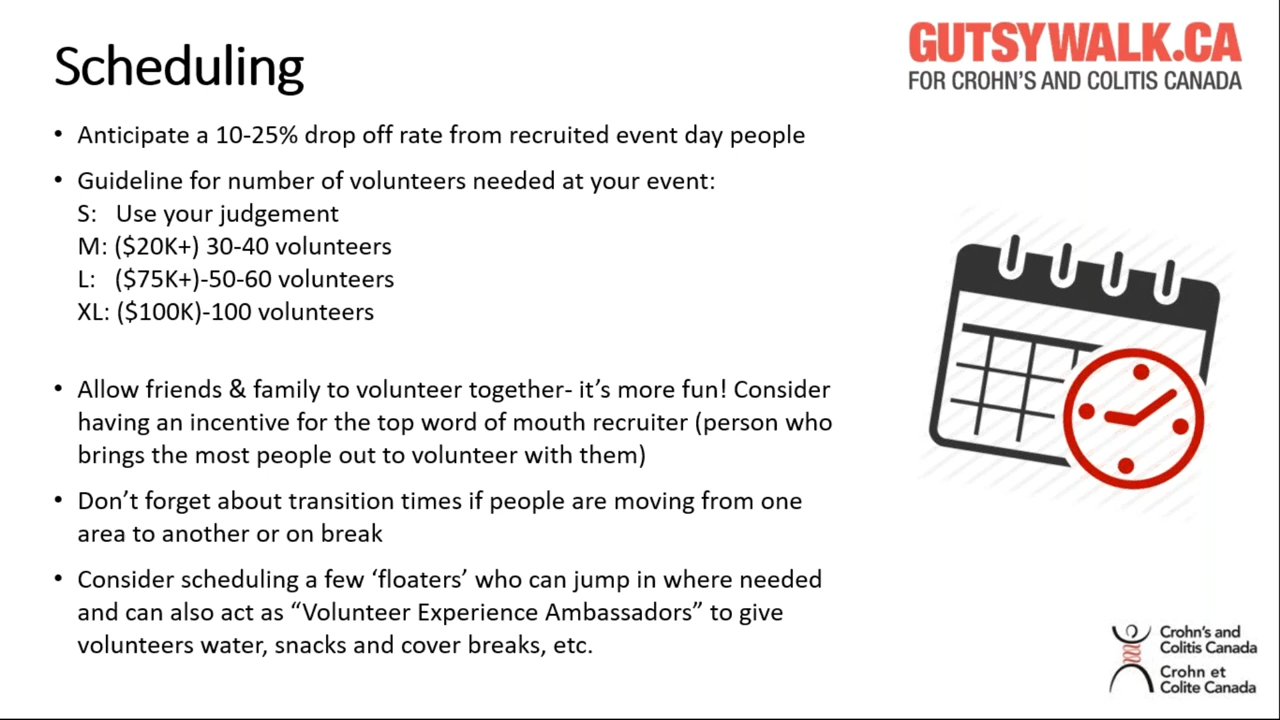 Scheduling
GUTSYWALK.CA
FOR CROHN'S AND COLITIS CANADA
• Anticipate a 10-25% drop off rate from recruited event day people
• Guideline for number of volunteers needed at your event:
S: Use your judgement
M: ($20K+) 30-40 volunteers
L: ($75K+)-50-60 volunteers
XL: ($100K)-100 volunteers
• Allow friends & family to volunteer together- it’s more fun! Consider
having an incentive for the top word of mouth recruiter (person who
brings the most people out to volunteer with them)
• Don’t forget about transition times if people are moving from one
area to another or on break
• Consider scheduling a few ‘floaters’ who can jump in where needed
and can also act as “Volunteer Experience Ambassadors” to give
volunteers water, snacks and cover breaks, etc.
Crohn's and
Colitis Canada
Crohn et
Colite Canada